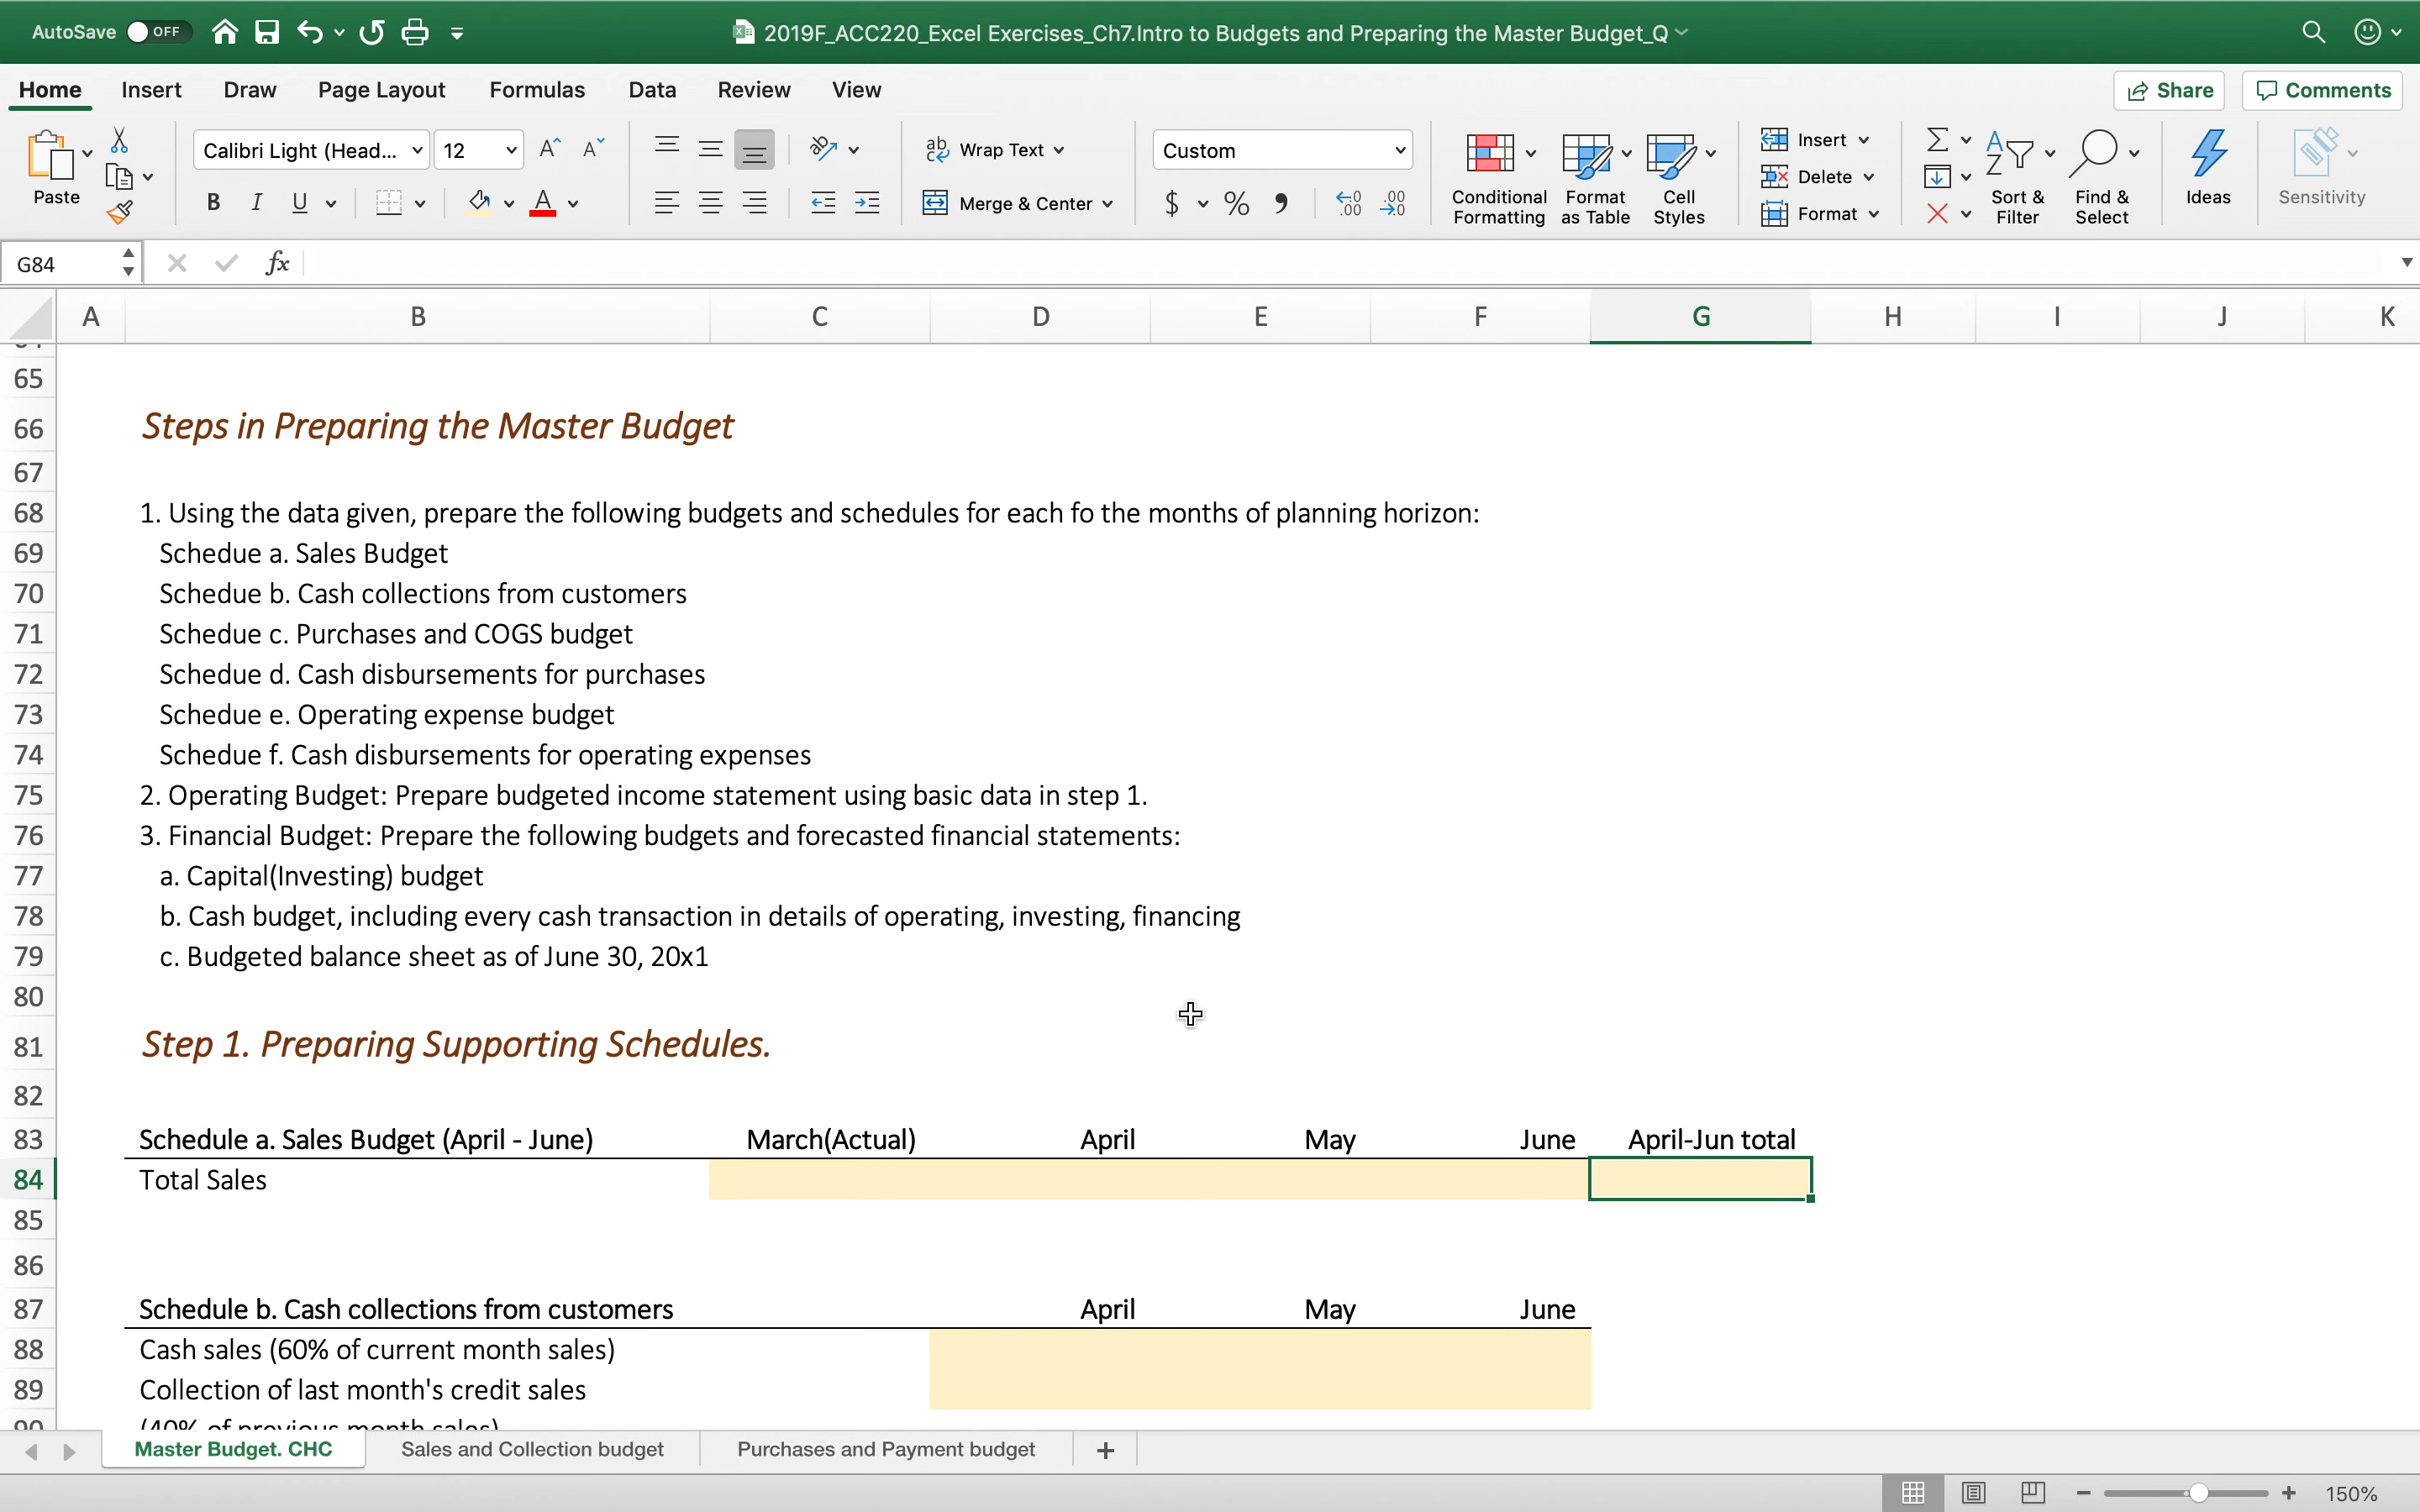 AutoSave OFF 2019F_ACC220_Excel Exercises_Ch7.Intro to Budgets and Preparing the Master Budget_Q
Home Insert Draw Page Layout Formulas Data Review View Share Comments
Paste Calibri Light (Head... 12 Wrap Text Custom Conditional Formatting Format as Table Cell Styles Insert Sort & Filter Find & Select Ideas Sensitivity
Delete
B I U Merge & Center $ % Format
G84 fx
A B C D E F G H I J K
65
66 Steps in Preparing the Master Budget
67
68 1. Using the data given, prepare the following budgets and schedules for each fo the months of planning horizon:
69 Schedue a. Sales Budget
70 Schedue b. Cash collections from customers
71 Schedue c. Purchases and COGS budget
72 Schedue d. Cash disbursements for purchases
73 Schedue e. Operating expense budget
74 Schedue f. Cash disbursements for operating expenses
75 2. Operating Budget: Prepare budgeted income statement using basic data in step 1.
76 3. Financial Budget: Prepare the following budgets and forecasted financial statements:
77 a. Capital(Investing) budget
78 b. Cash budget, including every cash transaction in details of operating, investing, financing
79 c. Budgeted balance sheet as of June 30, 20x1
80
81 Step 1. Preparing Supporting Schedules.
82
83 Schedule a. Sales Budget (April - June) March(Actual) April May June April-Jun total
84 Total Sales
85
86
87 Schedule b. Cash collections from customers April May June
88 Cash sales (60% of current month sales)
89 Collection of last month's credit sales
90 (40% of previous month sales)
Master Budget. CHC Sales and Collection budget Purchases and Payment budget +
150%